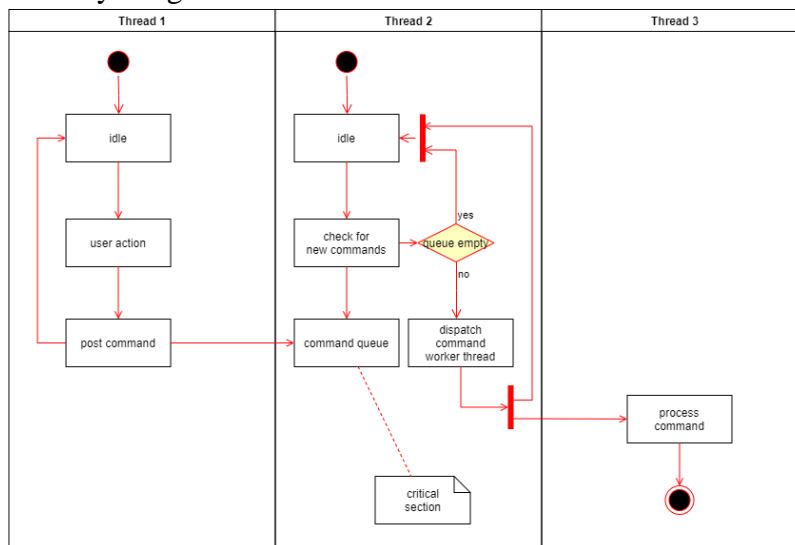 Thread 1
Thread 2
Thread 3
idle
idle
user action
check for
new commands
yes
queue empty
no
post command
command queue
dispatch
command
worker thread
process
command
critical
section